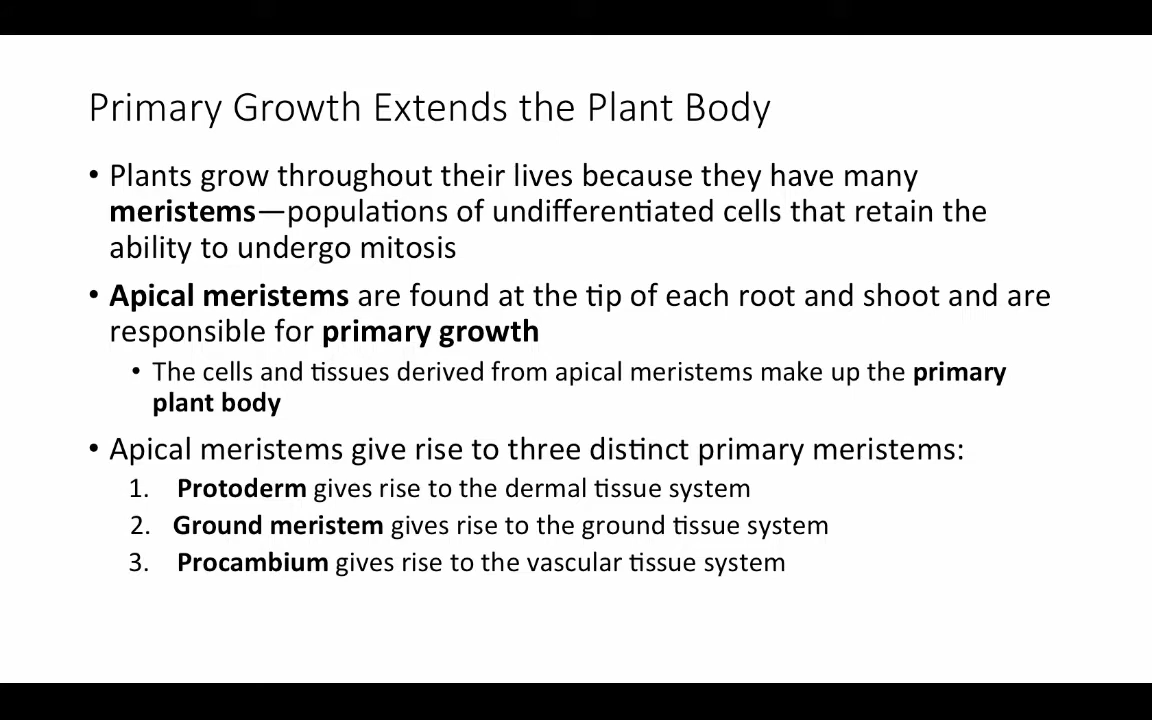 Primary Growth Extends the Plant Body
• Plants grow throughout their lives because they have many
meristems—populations of undifferentiated cells that retain the
ability to undergo mitosis
• Apical meristems are found at the tip of each root and shoot and are
responsible for primary growth
• The cells and tissues derived from apical meristems make up the primary
plant body
• Apical meristems give rise to three distinct primary meristems:
1. Protoderm gives rise to the dermal tissue system
2. Ground meristem gives rise to the ground tissue system
3. Procambium gives rise to the vascular tissue system